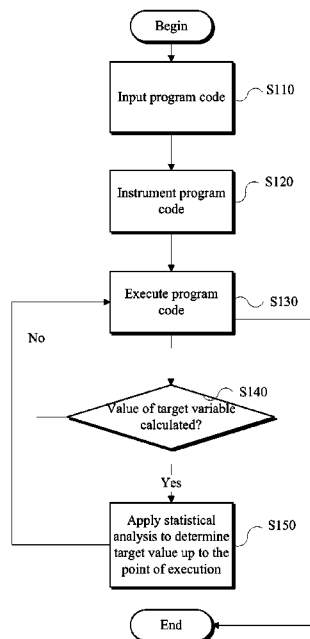 Begin
Input program code
S110
Instrument program
code
S120
Execute program
code
S130
No
S140
Value of target variable
calculated?
Yes
Apply statistical
analysis to determine
target value up to the
point of execution
S150
End